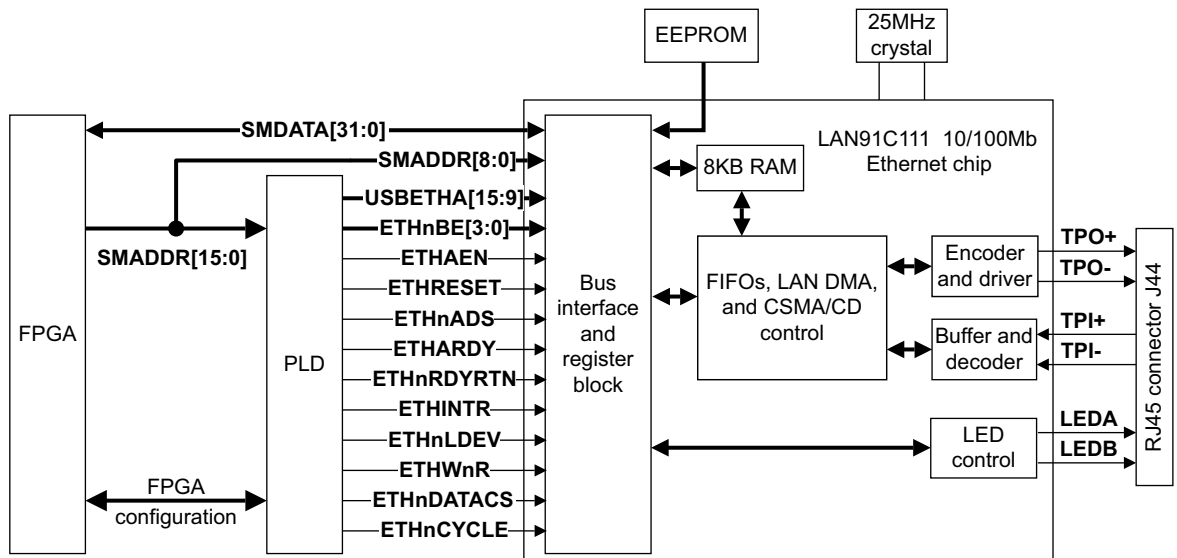 EEPROM
25MHz
crystal
LAN91C111 10/100Mb
Ethernet chip
SMDATA[31:0]
SMADDR[8:0]
USBETHA[15:9]
ETHnBE[3:0]
SMADDR[15:0]
ETHAEN
ETHRESET
ETHnADS
ETHARDY
ETHnRDYRTN
ETHINTR
ETHnLDEV
ETHWnR
ETHnDATACS
ETHnCYCLE
FPGA
PLD
FPGA
configuration
Bus
interface
and
register
block
8KB RAM
FIFOs, LAN DMA,
and CSMA/CD
control
Encoder
and driver
Buffer and
decoder
LED
control
TPO+
TPO-
TPI+
TPI-
LEDA
LEDB
RJ45 connector J44